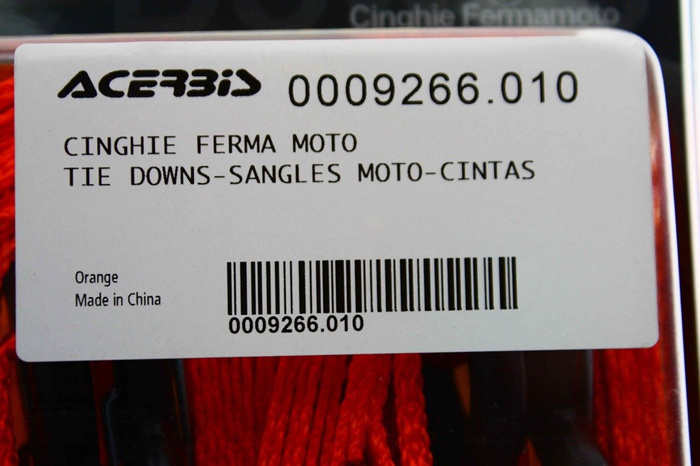 Cinghie Fermamoto
ACERBIS 0009266.010
CINGHIE FERMA MOTO
TIE DOWNS-SANGLES MOTO-CINTAS
Orange
Made in China
0009266.010